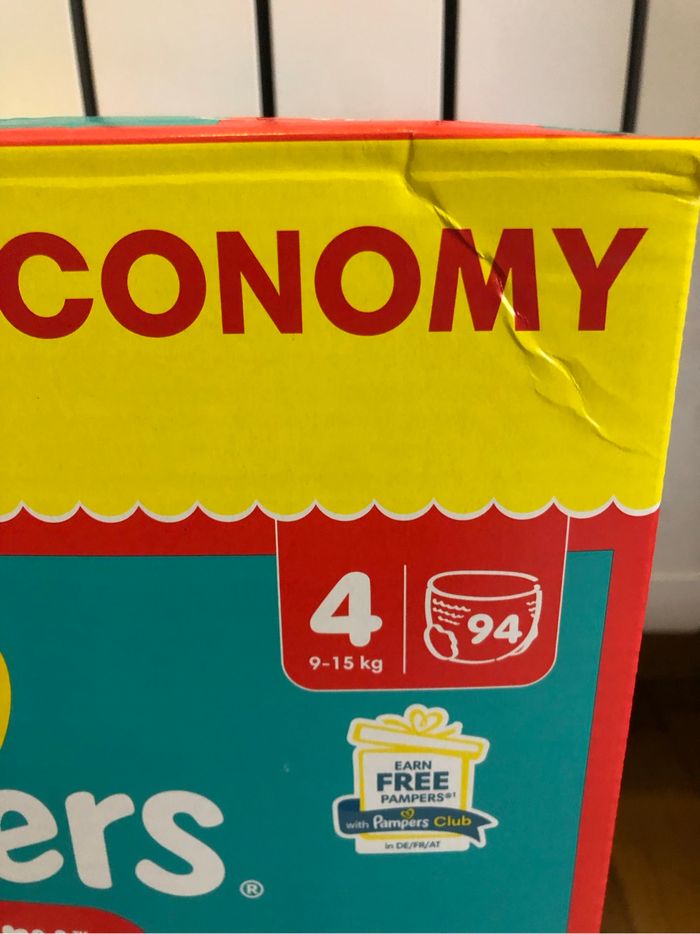 CONOMY
4
9-15 kg
94
EARN
FREE
PAMPERS®¹
with Pampers Club
in DE/FR/AT
ers®